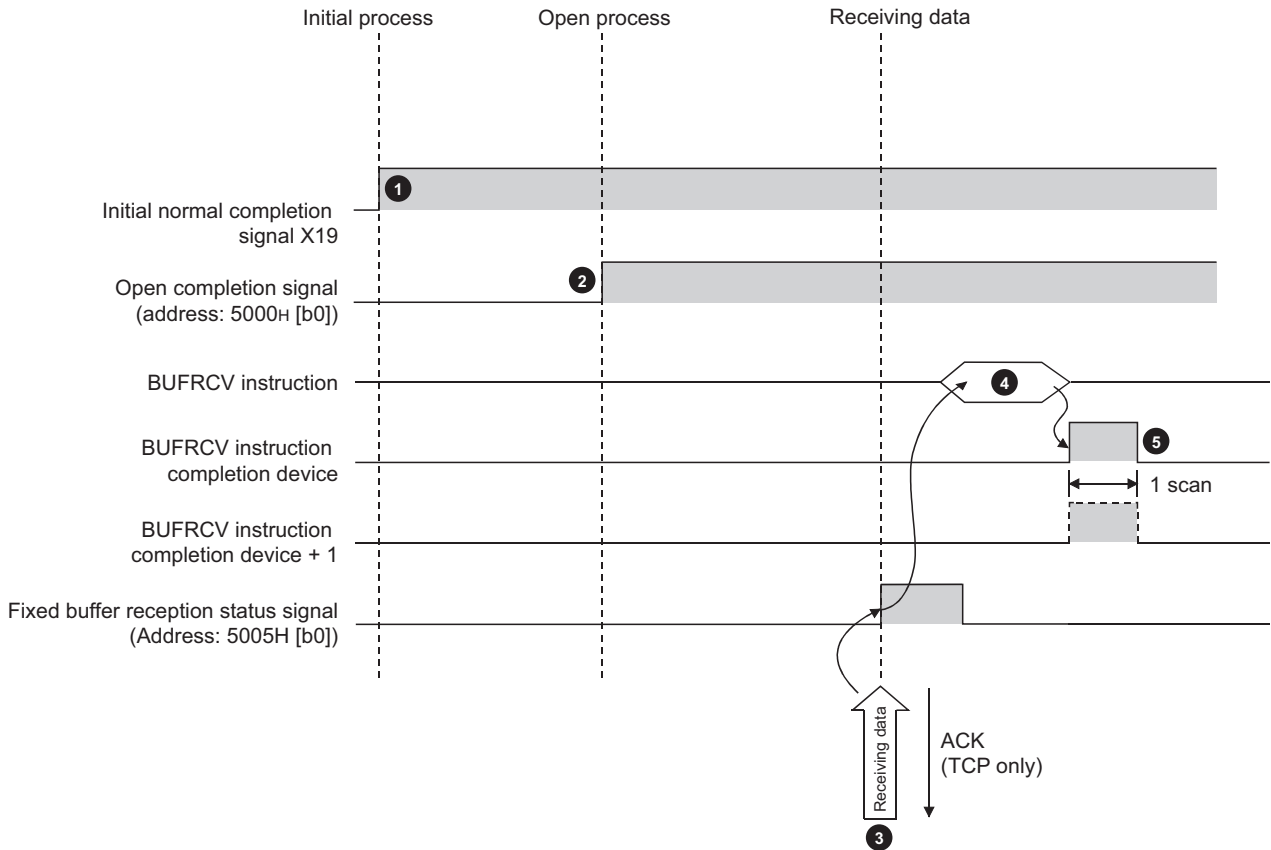 Initial process
Open process
Receiving data
1
Initial normal completion
signal X19
2
Open completion signal
(address: 5000H [b0])
BUFRCV instruction
4
BUFRCV instruction
completion device
5
1 scan
BUFRCV instruction
completion device + 1
Fixed buffer reception status signal
(Address: 5005H [b0])
Receiving data
ACK
(TCP only)
3